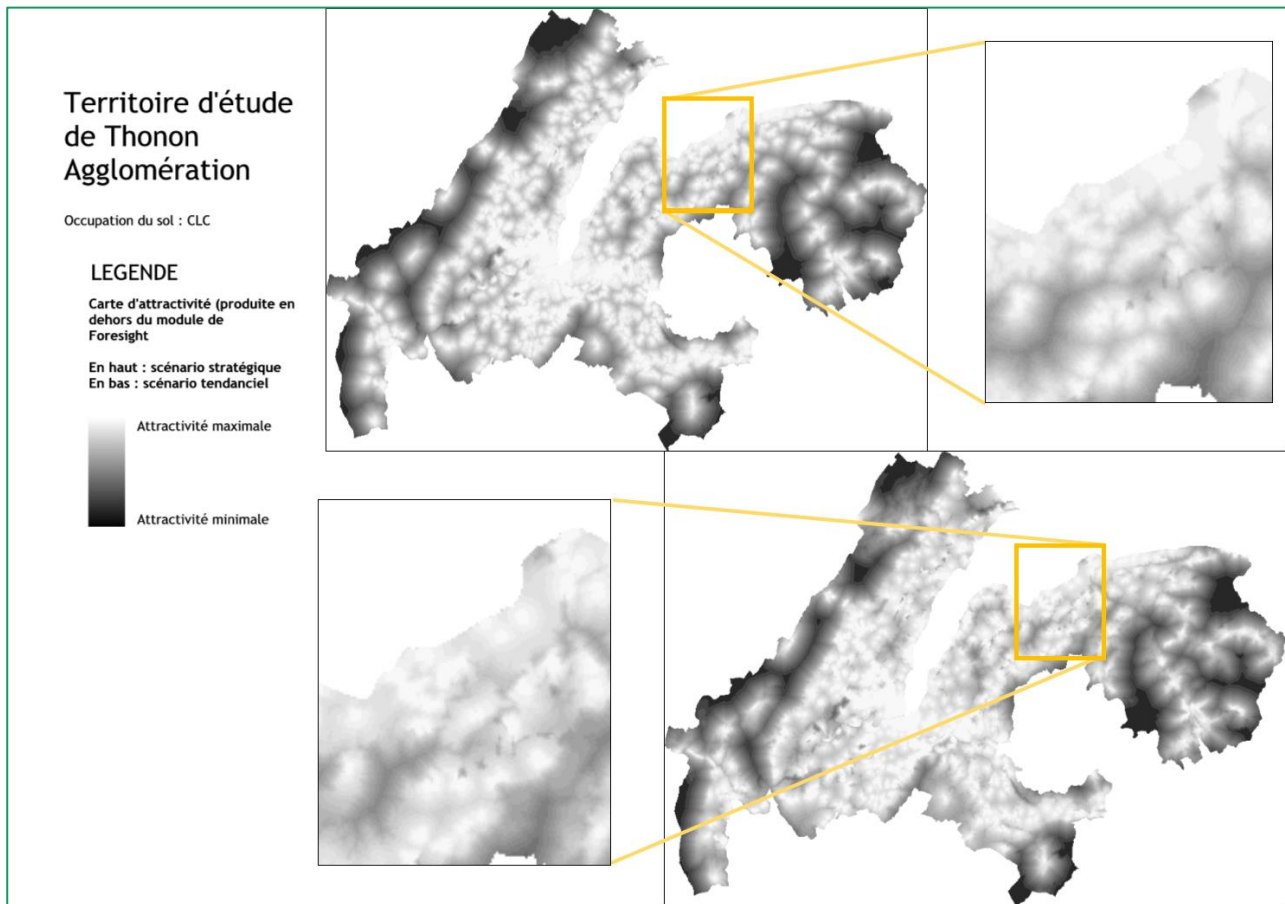 Territoire d'étude
de Thonon
Agglomération
Occupation du sol : CLC
LEGENDE
Carte d'attractivité (produite en
dehors du module de
Foresight
En haut : scénario stratégique
En bas : scénario tendanciel
Attractivité maximale
Attractivité minimale